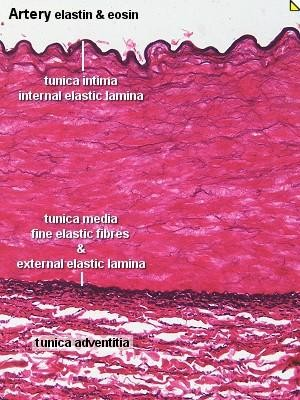 Artery elastin & eosin
tunica intima
internal elastic lamina
tunica media
fine elastic fibres
&
external elastic lamina
tunica adventitia